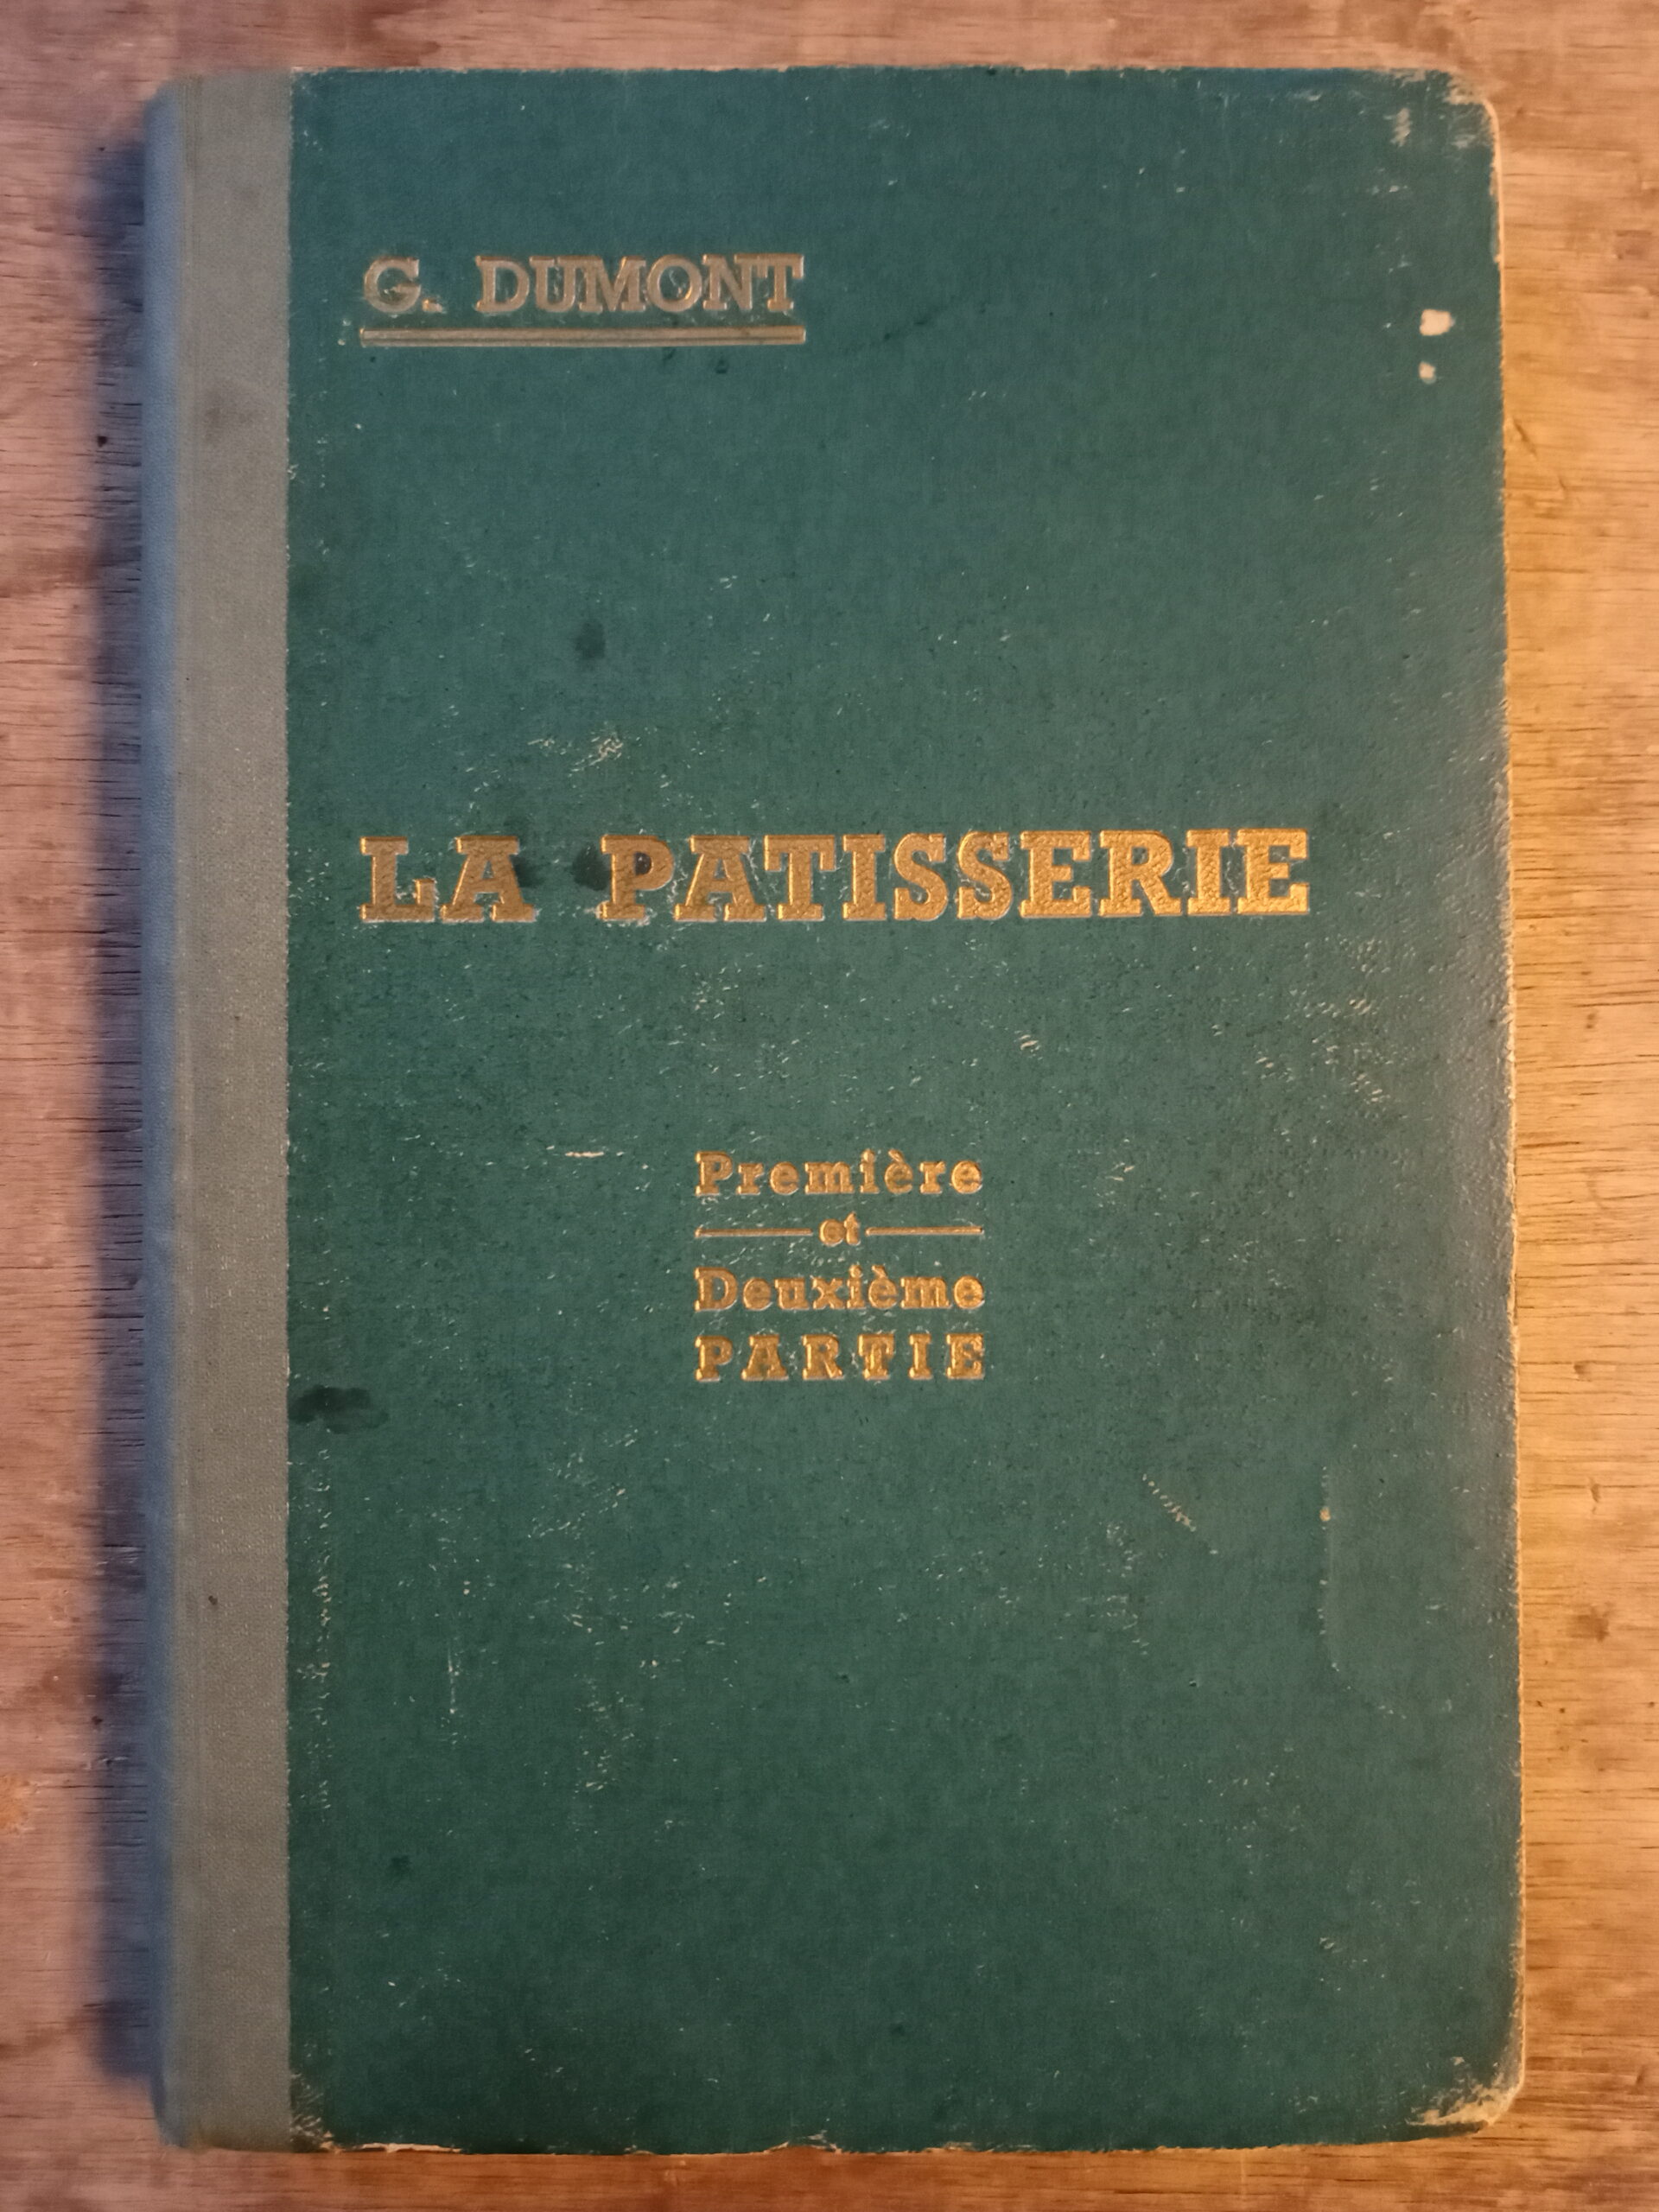 G. DUMONT
LA PATISSERIE
Première
et
Deuxième
PARTIE